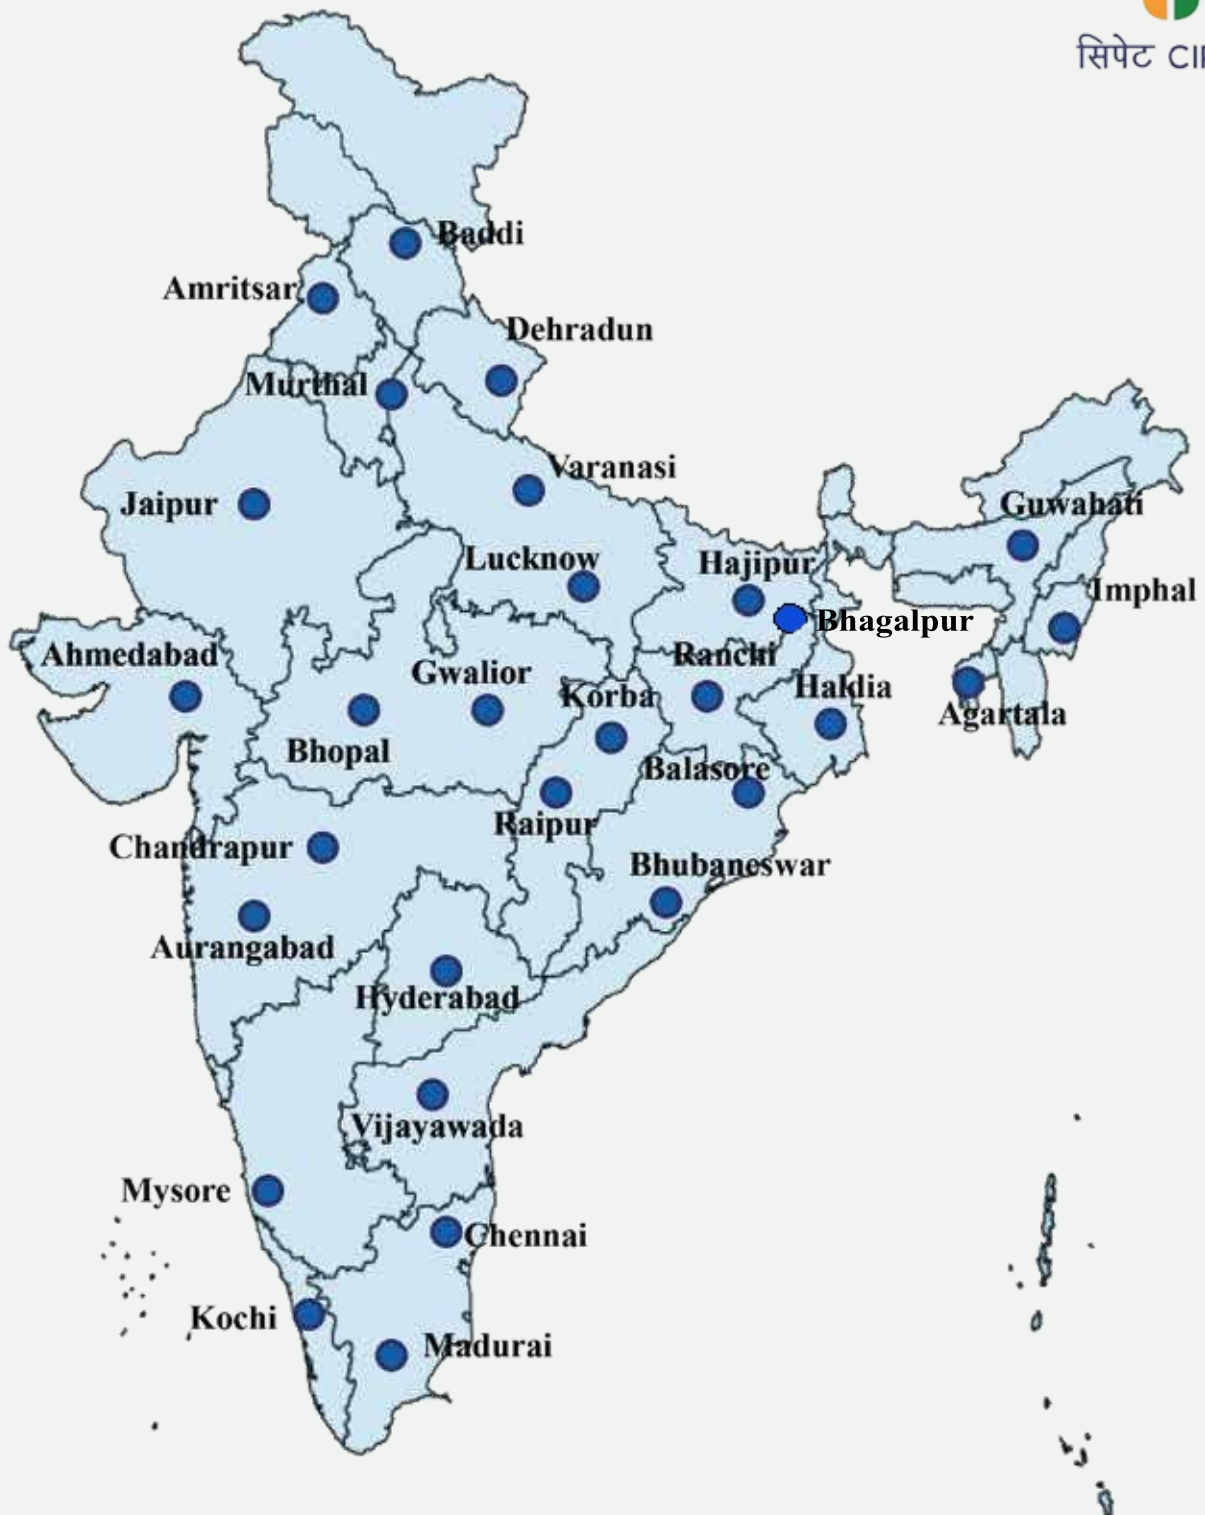 सिपेट CIP
Baddi
Amritsar
Dehradun
Murthal
Varanasi
Jaipur
Guwahati
Lucknow
Hajipur
Imphal
Bhagalpur
Ahmedabad
Ranchi
Gwalior
Korba
Haldia
Agartala
Bhopal
Balasore
Raipur
Chandrapur
Bhubaneswar
Aurangabad
Hyderabad
Vijayawada
Mysore
Chennai
Kochi
Madurai